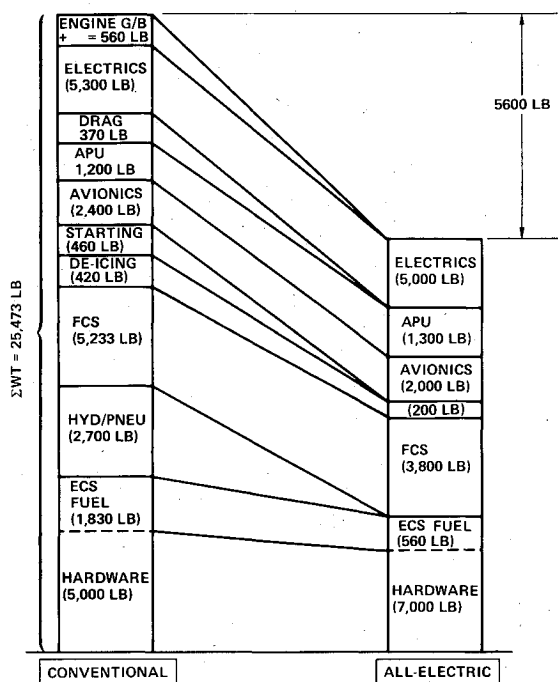 ENGINE G/B
+ = 560 LB
ELECTRICS
(5,300 LB)
DRAG
370 LB
APU
1,200 LB
AVIONICS
(2,400 LB)
STARTING
(460 LB)
DE-ICING
(420 LB)
FCS
(5,233 LB)
HYD/PNEU
(2,700 LB)
ECS
FUEL
(1,830 LB)
HARDWARE
(5,000 LB)
CONVENTIONAL
ΣWT = 25,473 LB
5600 LB
ELECTRICS
(5,000 LB)
APU
(1,300 LB)
AVIONICS
(2,000 LB)
(200 LB)
FCS
(3,800 LB)
ECS FUEL
(560 LB)
HARDWARE
(7,000 LB)
ALL-ELECTRIC